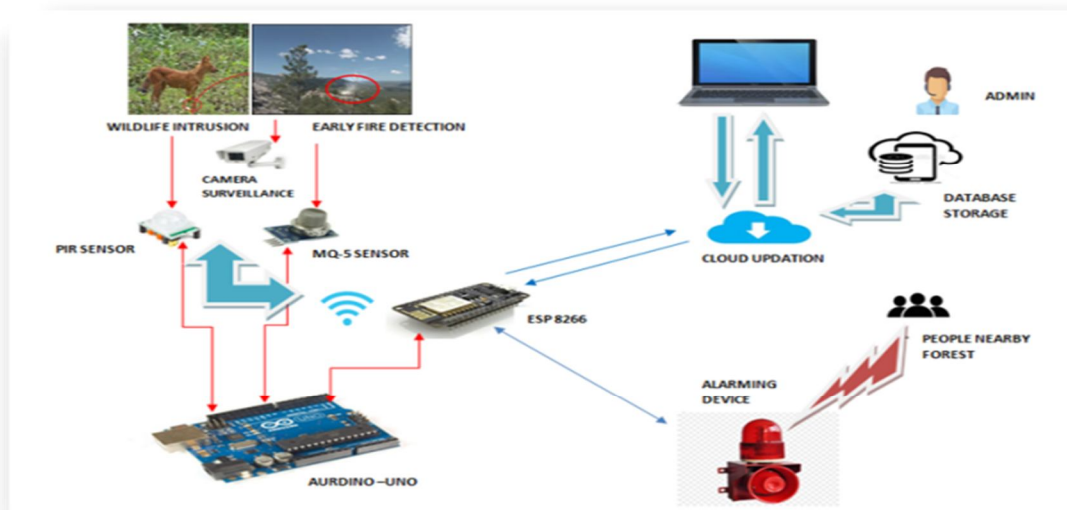 WILDLIFE INTRUSION
EARLY FIRE DETECTION
CAMERA
SURVEILLANCE
PIR SENSOR
MQ-5 SENSOR
ESP 8266
AURDINO –UNO
UNO
ADMIN
DATABASE
STORAGE
CLOUD UPDATION
PEOPLE NEARBY
FOREST
ALARMING
DEVICE